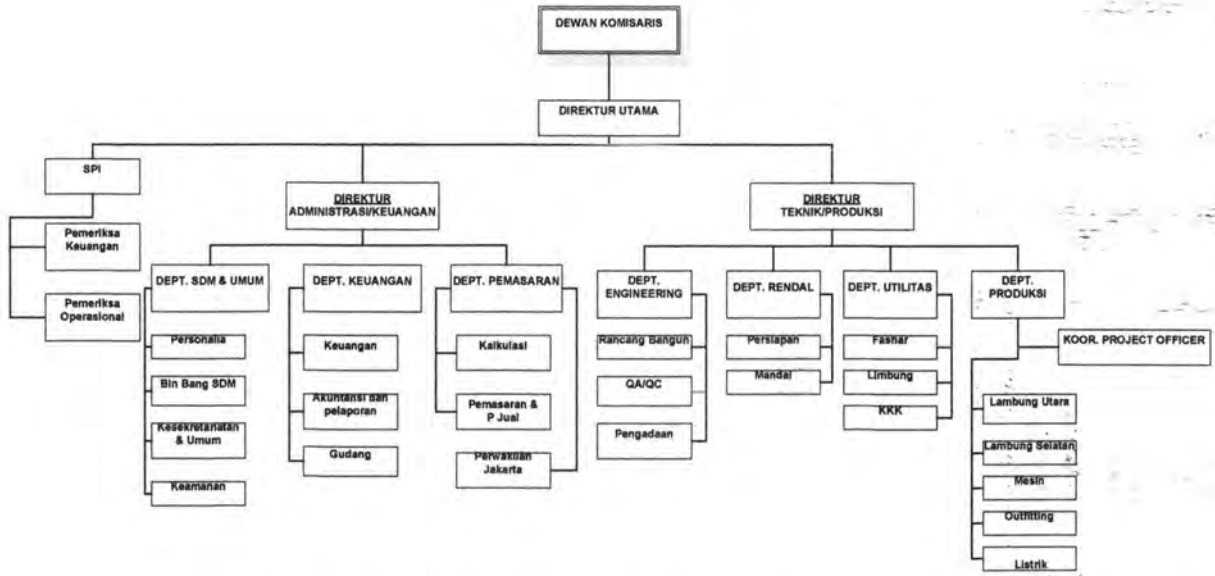 DEWAN KOMISARIS
DIREKTUR UTAMA
SPI
Pemeriksa
Keuangan
Pemeriksa
Operasional
DIREKTUR
ADMINISTRASI/KEUANGAN
DIREKTUR
TEKNIK/PRODUKSI
DEPT. SDM & UMUM
Personalia
Bin Bang SDM
Kesekretariatan
& Umum
Keamanan
DEPT. KEUANGAN
Keuangan
Akuntansi dan
pelaporan
Gudang
DEPT. PEMASARAN
Kalkulasi
Pemasaran &
P Jual
Perwakilan
Jakarta
DEPT.
ENGINEERING
Rancang Bangun
QA/QC
Pengadaan
DEPT. RENDAL
Persiapan
Mandal
DEPT. UTILITAS
Fashar
Limbung
KKK
DEPT.
PRODUKSI
KOOR. PROJECT OFFICER
Lambung Utara
Lambung Selatan
Mesin
Outfitting
Listrik